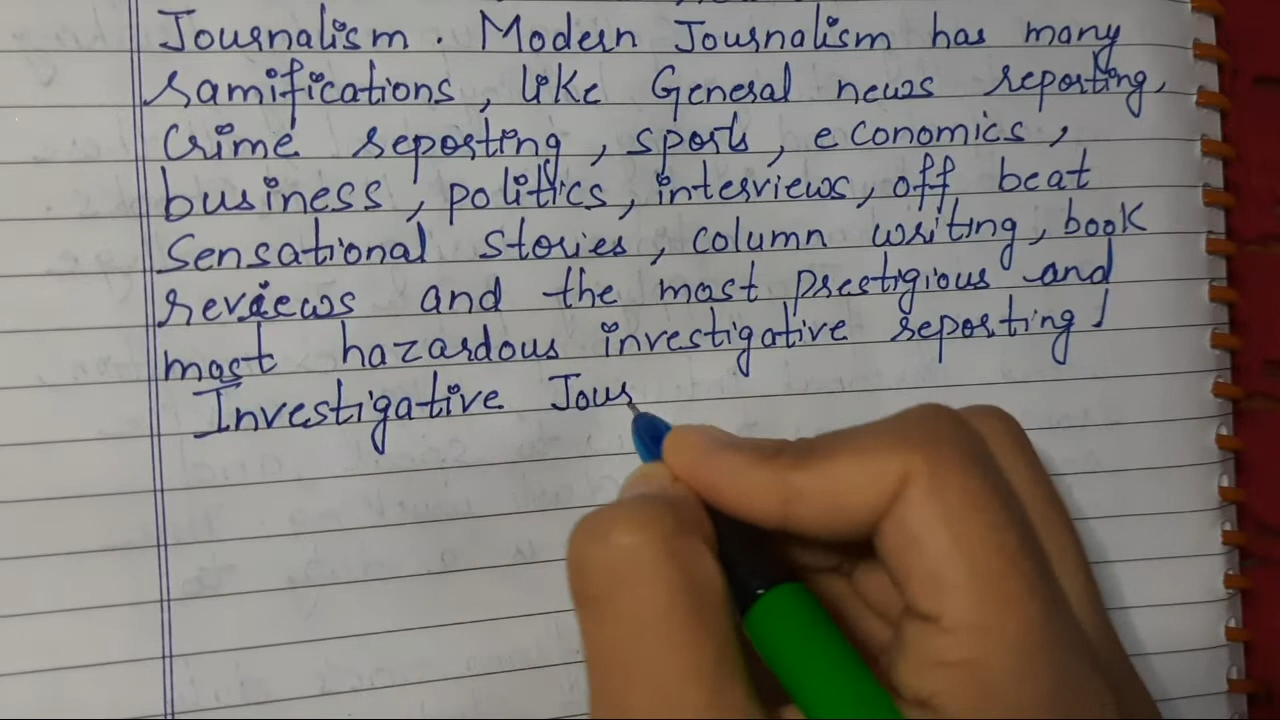 Journalism. Modern Journalism has many
ramifications, like General news reporting,
Crime reporting, sports, economics,
business, politics, interviews, off beat
Sensational stories, column writing, book
reviews and the most prestigious and
most hazardous investigative reporting!
Investigative Jour